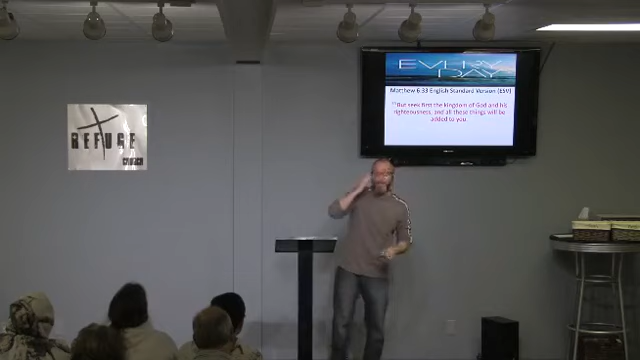 EVERY
DAY
Matthew 6:33 English Standard Version (ESV)
33 But seek first the kingdom of God and his
righteousness, and all these things will be
added to you.
REFUGE
CHURCH